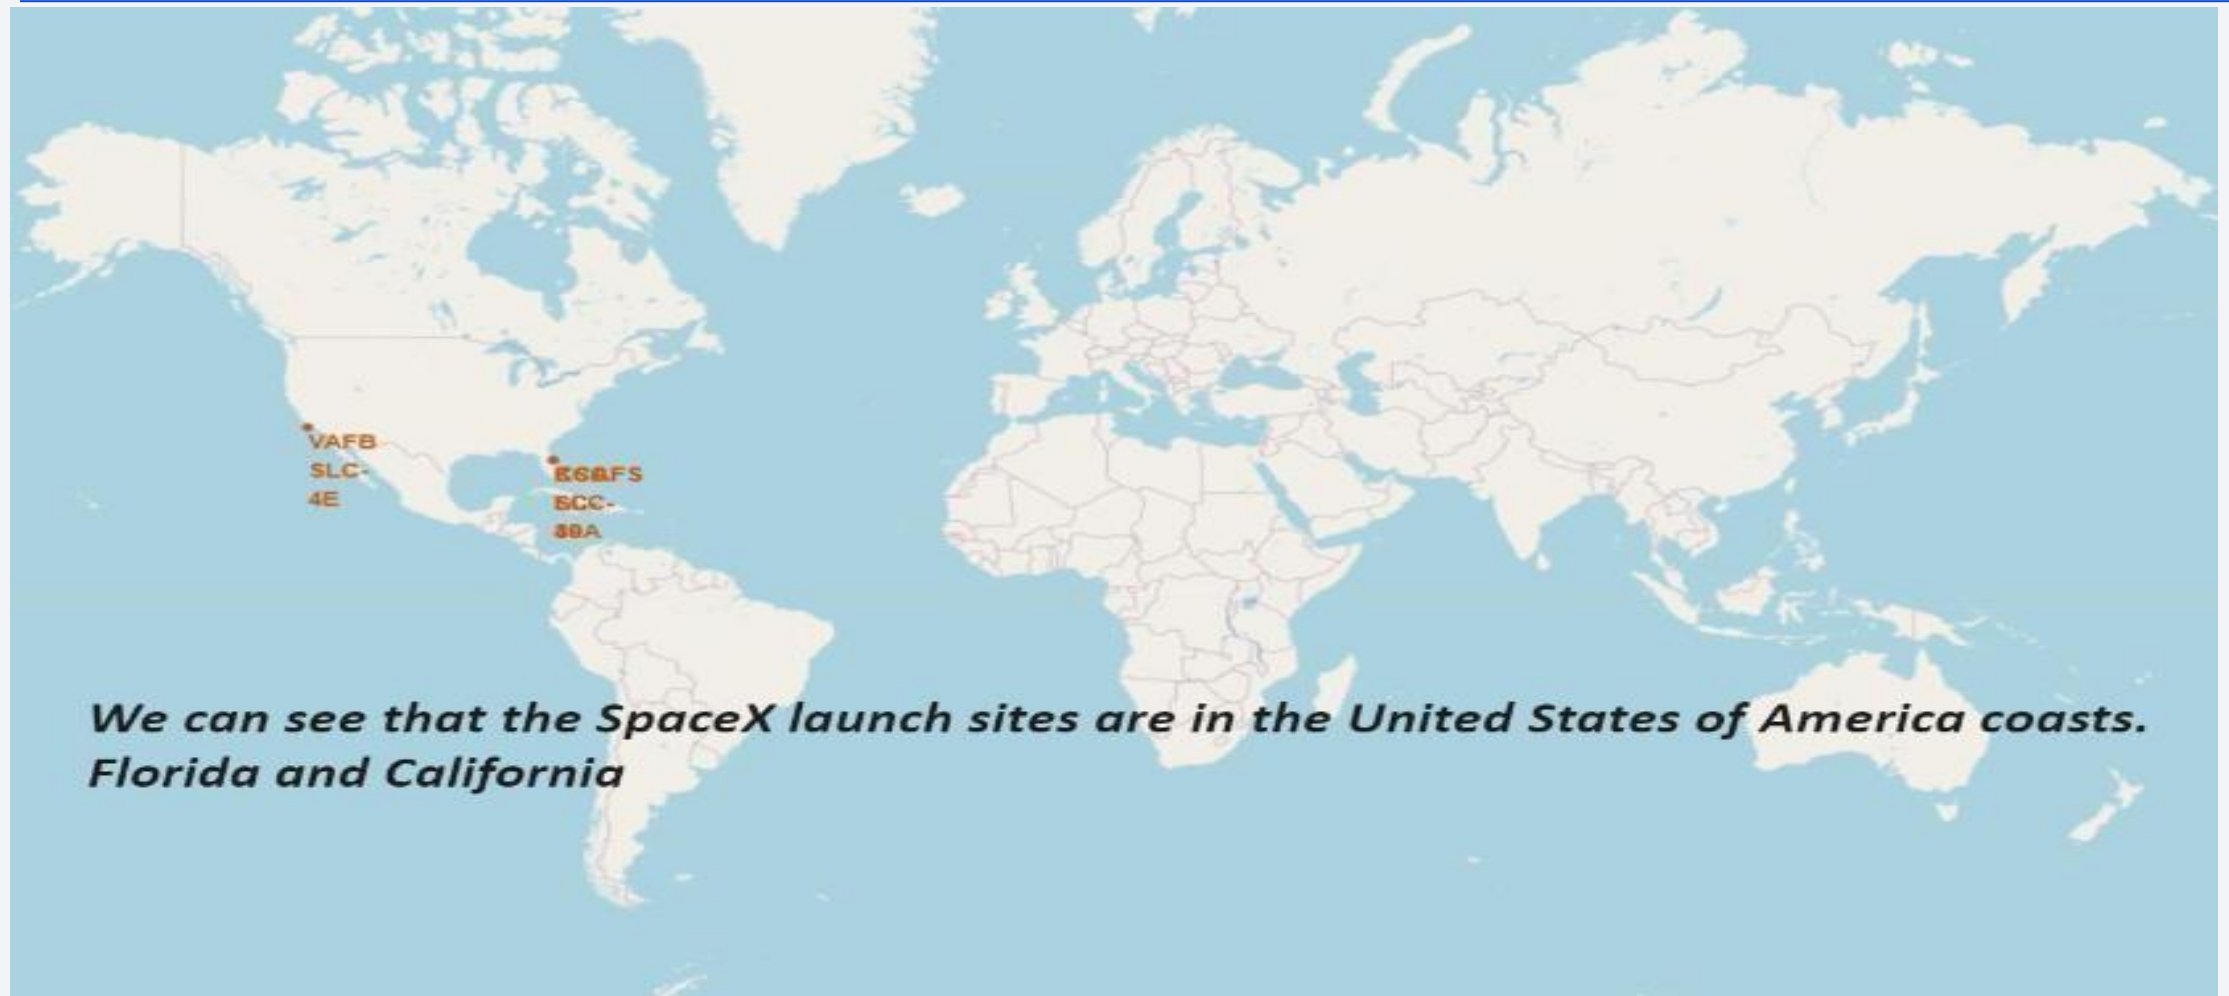 VAFB
SLC-
4E
We can see that the SpaceX launch sites are in the United States of America coasts.
Florida and California